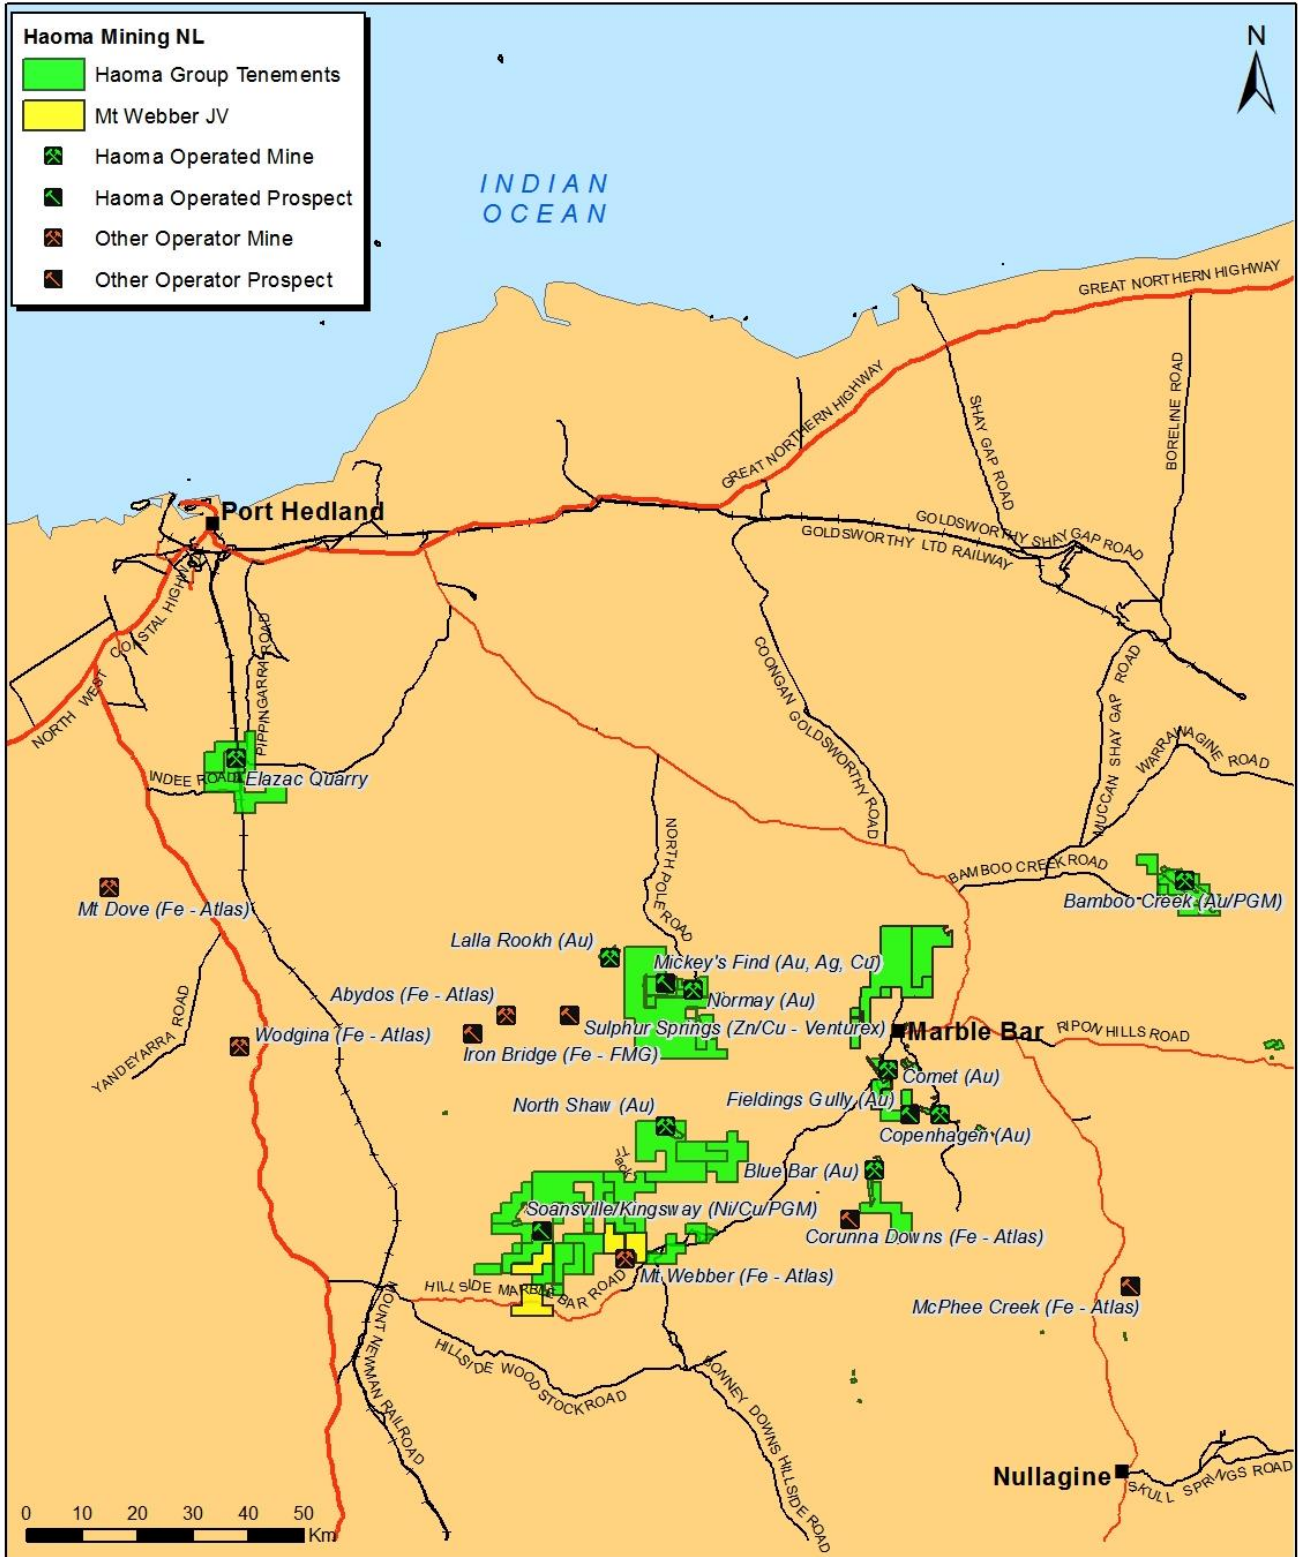 Haoma Mining NL
Haoma Group Tenements
Mt Webber JV
Haoma Operated Mine
Haoma Operated Prospect
Other Operator Mine
Other Operator Prospect
N
INDIAN
OCEAN
GREAT NORTHERN HIGHWAY
GREAT NORTHERN HIGHWAY
SHAY GAP ROAD
BORELINE ROAD
Port Hedland
GOLDSWORTHY SHAY GAP ROAD
GOLDSWORTHY LTD RAILWAY
NORTH WEST COASTAL HIGHWAY
PIPPINGARRA ROAD
COONGAN GOLDSWORTHY ROAD
MUCCAN SHAY GAP ROAD
WARRAWAGINE ROAD
INDEE ROAD
Elazac Quarry
NORTH POLE ROAD
BAMBOO CREEK ROAD
Mt Dove (Fe - Atlas)
Bamboo Creek (Au/PGM)
Lalla Rookh (Au)
Mickey's Find (Au, Ag, Cu)
Abydos (Fe - Atlas)
Normay (Au)
YANDEYARRA ROAD
Wodgina (Fe - Atlas)
Sulphur Springs (Zn/Cu - Venturex)
Marble Bar
RIPON HILLS ROAD
Iron Bridge (Fe - FMG)
Comet (Au)
North Shaw (Au)
Fieldings Gully (Au)
Copenhagen (Au)
Blue Bar (Au)
Soansville/Kingsway (Ni/Cu/PGM)
Corunna Downs (Fe - Atlas)
Mt Webber (Fe - Atlas)
HILLSIDE MARBLE BAR ROAD
McPhee Creek (Fe - Atlas)
MOUNT NEWMAN RAILROAD
HILLSIDE WOODSTOCK ROAD
BONNEY DOWNS HILLSIDE ROAD
Nullagine
SKULL SPRINGS ROAD
0 10 20 30 40 50
Km